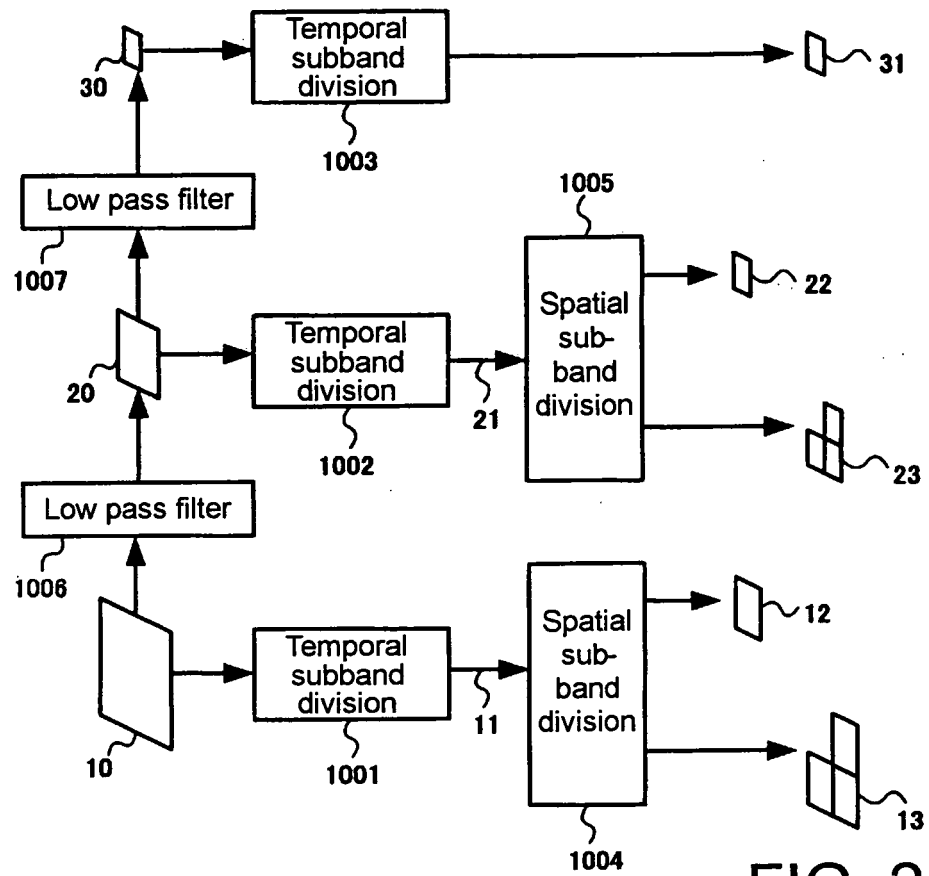 Temporal
subband
division
30
31
1003
Low pass filter
1007
1005
Temporal
subband
division
20
21
1002
Spatial
sub-
band
division
22
23
Low pass filter
1006
Temporal
subband
division
10
11
1001
Spatial
sub-
band
division
12
13
1004
FIG.